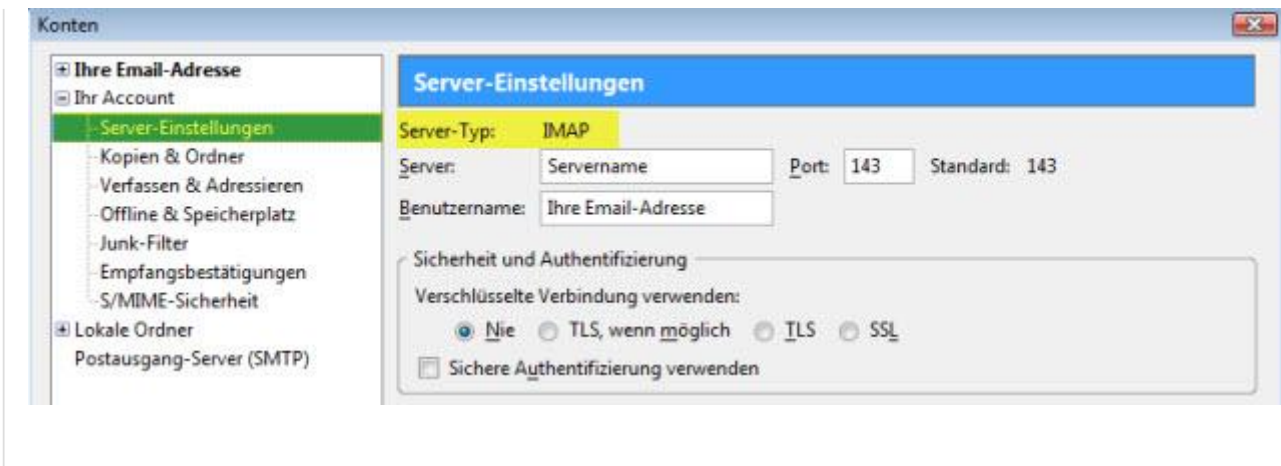 Konten
Ihre Email-Adresse
Ihr Account
Server-Einstellungen
Kopien & Ordner
Verfassen & Adressieren
Offline & Speicherplatz
Junk-Filter
Empfangsbestätigungen
S/MIME-Sicherheit
Lokale Ordner
Postausgang-Server (SMTP)
Server-Einstellungen
Server-Typ: IMAP
Server: Servername Port: 143 Standard: 143
Benutzername: Ihre Email-Adresse
Sicherheit und Authentifizierung
Verschlüsselte Verbindung verwenden:
Nie TLS, wenn möglich TLS SSL
Sichere Authentifizierung verwenden